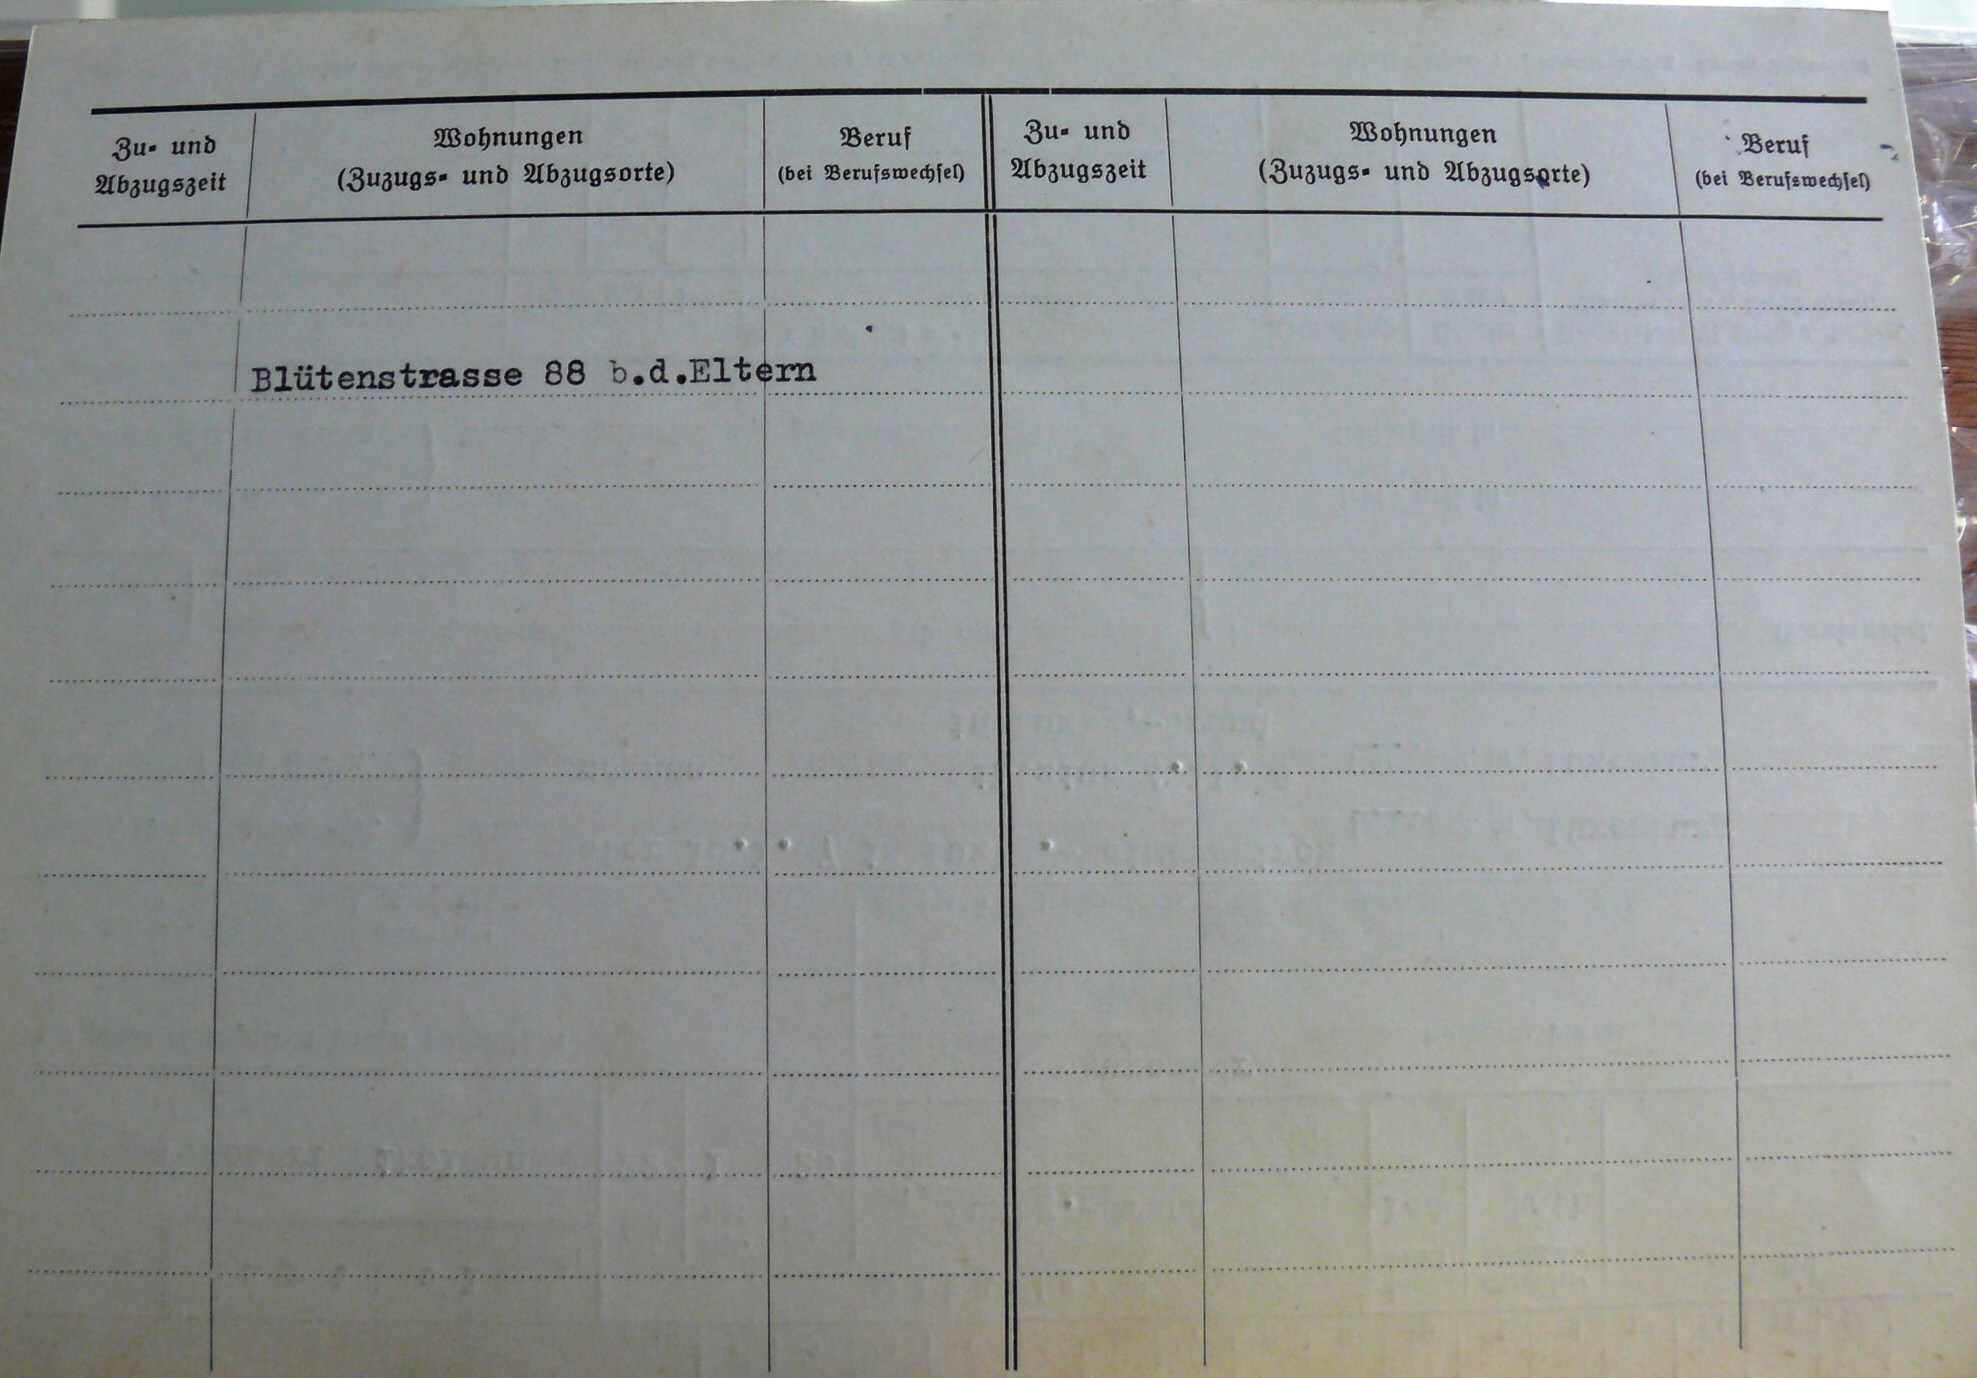 Zu- und
Abzugszeit
Wohnungen
(Zuzugs- und Abzugsorte)
Beruf
(bei Berufswechsel)
Zu- und
Abzugszeit
Wohnungen
(Zuzugs- und Abzugsorte)
Beruf
(bei Berufswechsel)
Blütenstrasse 88 b.d.Eltern